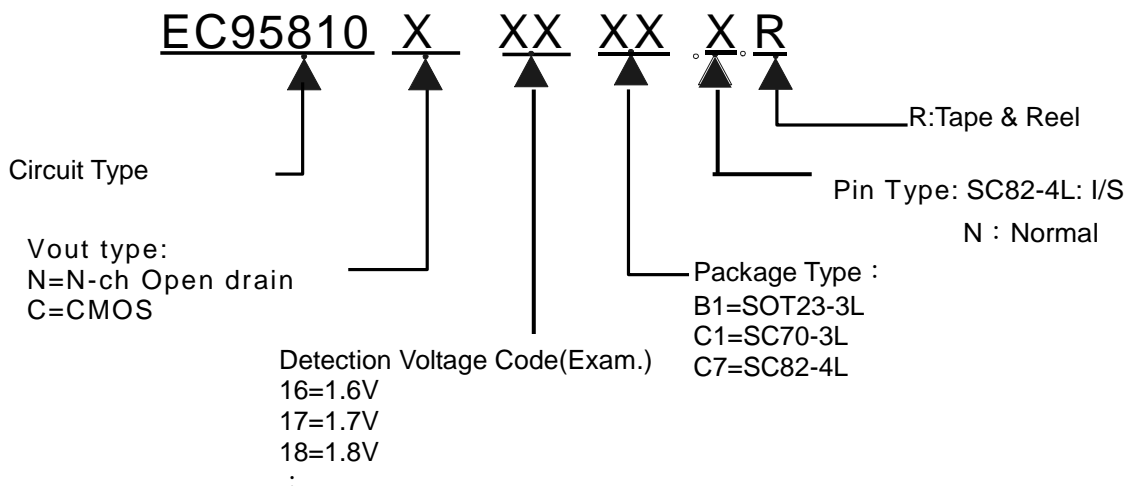 EC95810 X XX XX X R
R:Tape & Reel
Circuit Type
Pin Type: SC82-4L: I/S
N：Normal
Vout type:
N=N-ch Open drain
C=CMOS
Package Type：
B1=SOT23-3L
C1=SC70-3L
C7=SC82-4L
Detection Voltage Code(Exam.)
16=1.6V
17=1.7V
18=1.8V